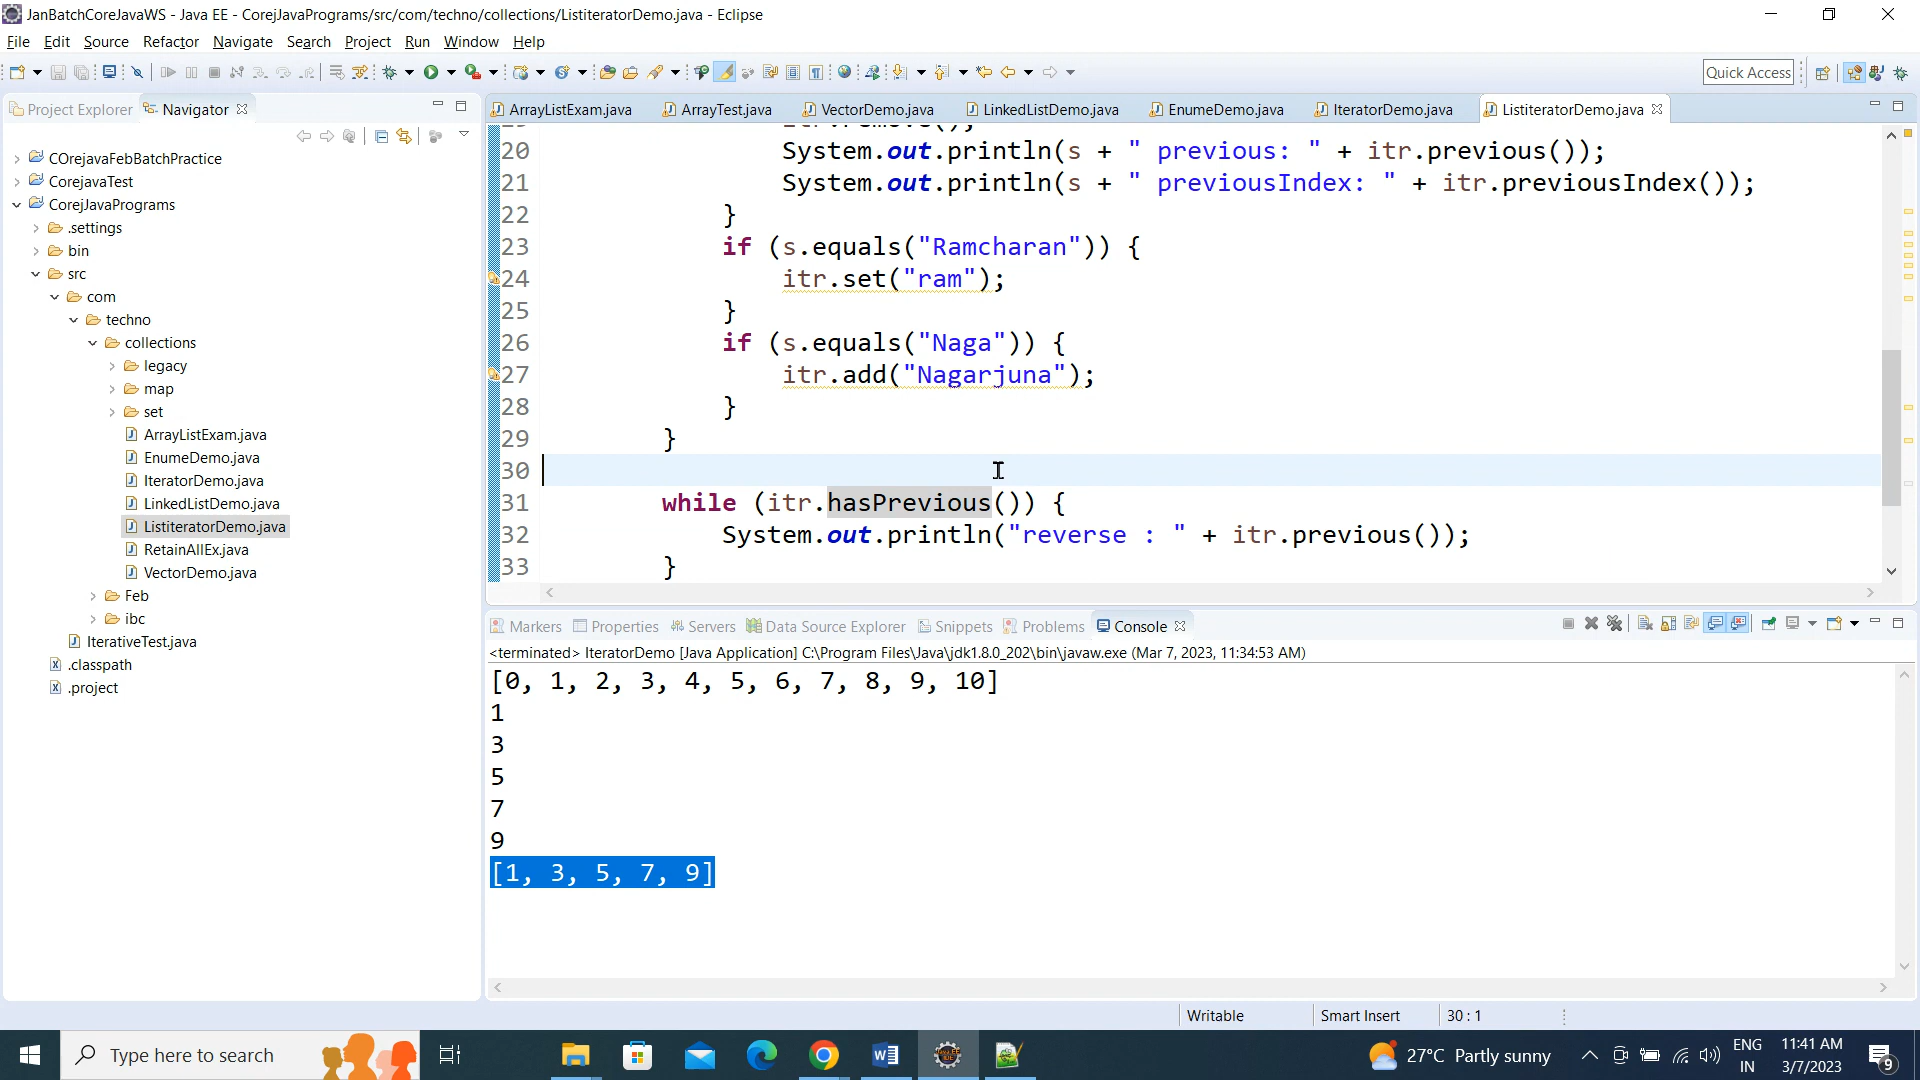 JanBatchCoreJavaWS - Java EE - CorejJavaPrograms/src/com/techno/collections/ListiteratorDemo.java - Eclipse
File Edit Source Refactor Navigate Search Project Run Window Help
Quick Access
Project Explorer Navigator
ArrayListExam.java ArrayTest.java VectorDemo.java LinkedListDemo.java EnumeDemo.java IteratorDemo.java ListiteratorDemo.java
COrejavaFebBatchPractice
CorejavaTest
CorejJavaPrograms
.settings
bin
src
com
techno
collections
legacy
map
set
ArrayListExam.java
EnumeDemo.java
IteratorDemo.java
LinkedListDemo.java
ListiteratorDemo.java
RetainAllEx.java
VectorDemo.java
Feb
ibc
IterativeTest.java
.classpath
.project
20 System.out.println(s + " previous: " + itr.previous());
21 System.out.println(s + " previousIndex: " + itr.previousIndex());
22 }
23 if (s.equals("Ramcharan")) {
24 itr.set("ram");
25 }
26 if (s.equals("Naga")) {
27 itr.add("Nagarjuna");
28 }
29 }
30
31 while (itr.hasPrevious()) {
32 System.out.println("reverse : " + itr.previous());
33 }
Markers Properties Servers Data Source Explorer Snippets Problems Console
<terminated> IteratorDemo [Java Application] C:\Program Files\Java\jdk1.8.0_202\bin\javaw.exe (Mar 7, 2023, 11:34:53 AM)
[0, 1, 2, 3, 4, 5, 6, 7, 8, 9, 10]
1
3
5
7
9
[1, 3, 5, 7, 9]
Writable Smart Insert 30 : 1
Type here to search
27°C Partly sunny
ENG
IN
11:41 AM
3/7/2023
9